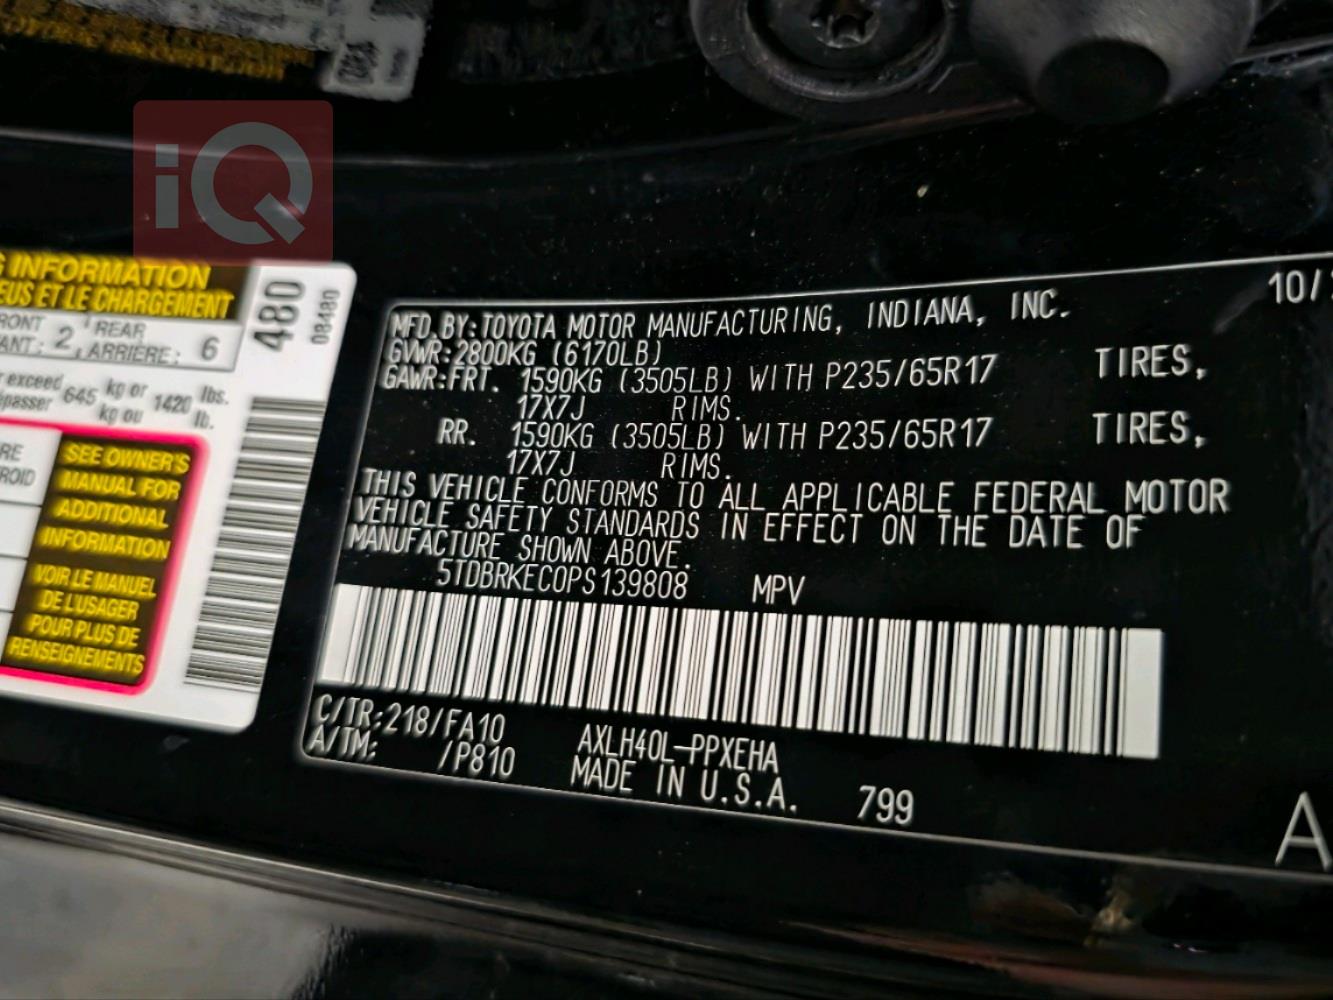 iQ
G INFORMATION
EUS ET LE CHARGEMENT
RONT 2, REAR 6
ANT: ARRIÈRE:
r exceed 645 kg or 1420 lbs.
épasser kg ou lb.
SEE OWNER'S
MANUAL FOR
ADDITIONAL
INFORMATION
VOIR LE MANUEL
DE L'USAGER
POUR PLUS DE
RENSEIGNEMENTS
RE
ROID
480
08480
10/
MFD. BY: TOYOTA MOTOR MANUFACTURING, INDIANA, INC.
GVWR: 2800KG (6170LB)
GAWR: FRT. 1590KG (3505LB) WITH P235/65R17 TIRES,
17X7J RIMS.
RR. 1590KG (3505LB) WITH P235/65R17 TIRES,
17X7J RIMS.
THIS VEHICLE CONFORMS TO ALL APPLICABLE FEDERAL MOTOR
VEHICLE SAFETY STANDARDS IN EFFECT ON THE DATE OF
MANUFACTURE SHOWN ABOVE.
5TDBRKEC0PS139808 MPV
C/TR: 218/FA10 AXLH40L-PPXEHA
A/TM: /P810 MADE IN U.S.A. 799
A